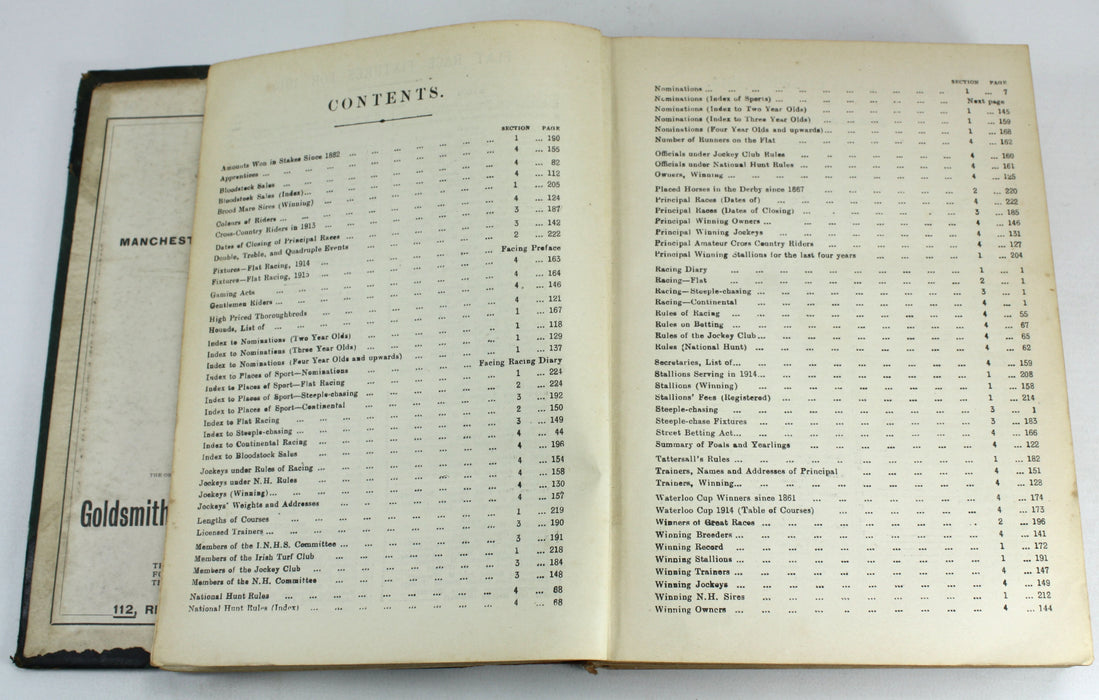 MANCHEST
THE O
Goldsmith
TH
FO
TH
112, R
CONTENTS.
SECTION PAGE
Amounts Won in Stakes Since 1882 ... 1 ... 190
Apprentices ... 4 ... 155
Bloodstock Sales ... 4 ... 82
Bloodstock Sales (Index) ... 4 ... 112
Brood Mare Sires (Winning) ... 1 ... 205
Colours of Riders ... 4 ... 124
Cross-Country Riders in 1913 ... 3 ... 187
Dates of Closing of Principal Races ... 3 ... 142
Double, Treble, and Quadruple Events ... 2 ... 222
Fixtures—Flat Racing, 1914 ... Facing Preface
Fixtures—Flat Racing, 1915 ... 4 ... 163
Gaming Acts ... 4 ... 164
Gentlemen Riders ... 4 ... 146
High Priced Thoroughbreds ... 4 ... 121
Hounds, List of ... 1 ... 167
Index to Nominations (Two Year Olds) ... 1 ... 118
Index to Nominations (Three Year Olds) ... 1 ... 129
Index to Nominations (Four Year Olds and upwards) ... 1 ... 137
Index to Places of Sport—Nominations ... Facing Racing Diary
Index to Places of Sport—Flat Racing ... 1 ... 224
Index to Places of Sport—Steeple-chasing ... 2 ... 224
Index to Places of Sport—Continental ... 3 ... 192
Index to Flat Racing ... 2 ... 150
Index to Steeple-chasing ... 3 ... 149
Index to Continental Racing ... 4 ... 44
Index to Bloodstock Sales ... 4 ... 196
Jockeys under Rules of Racing ... 4 ... 154
Jockeys under N.H. Rules ... 4 ... 158
Jockeys (Winning) ... 4 ... 130
Jockeys' Weights and Addresses ... 4 ... 157
Lengths of Courses ... 1 ... 219
Licensed Trainers ... 3 ... 190
Members of the I.N.H.S. Committee ... 3 ... 191
Members of the Irish Turf Club ... 1 ... 218
Members of the Jockey Club ... 3 ... 184
Members of the N.H. Committee ... 3 ... 148
National Hunt Rules ... 4 ... 68
National Hunt Rules (Index) ... 4 ... 68
SECTION PAGE
Nominations ... 1 ... 7
Nominations (Index of Sports) ... Next page
Nominations (Index to Two Year Olds) ... 1 ... 145
Nominations (Index to Three Year Olds) ... 1 ... 159
Nominations (Four Year Olds and upwards) ... 1 ... 168
Number of Runners on the Flat ... 4 ... 162
Officials under Jockey Club Rules ... 4 ... 160
Officials under National Hunt Rules ... 4 ... 161
Owners, Winning ... 4 ... 125
Placed Horses in the Derby since 1867 ... 2 ... 220
Principal Races (Dates of) ... 4 ... 222
Principal Races (Dates of Closing) ... 3 ... 185
Principal Winning Owners ... 4 ... 146
Principal Winning Jockeys ... 4 ... 131
Principal Amateur Cross Country Riders ... 4 ... 127
Principal Winning Stallions for the last four years ... 1 ... 204
Racing Diary ... 1 ... 1
Racing—Flat ... 2 ... 1
Racing—Steeple-chasing ... 3 ... 1
Racing—Continental ... 4 ... 1
Rules of Racing ... 4 ... 55
Rules on Betting ... 4 ... 67
Rules of the Jockey Club ... 4 ... 65
Rules (National Hunt) ... 4 ... 62
Secretaries, List of ... 4 ... 159
Stallions Serving in 1914 ... 1 ... 208
Stallions (Winning) ... 1 ... 158
Stallions' Fees (Registered) ... 1 ... 214
Steeple-chasing ... 3 ... 1
Steeple-chase Fixtures ... 3 ... 183
Street Betting Act ... 4 ... 166
Summary of Foals and Yearlings ... 4 ... 122
Tattersall's Rules ... 1 ... 182
Trainers, Names and Addresses of Principal ... 4 ... 151
Trainers, Winning ... 4 ... 128
Waterloo Cup Winners since 1861 ... 4 ... 174
Waterloo Cup 1914 (Table of Courses) ... 4 ... 173
Winners of Great Races ... 2 ... 196
Winning Breeders ... 4 ... 141
Winning Record ... 1 ... 172
Winning Stallions ... 1 ... 191
Winning Trainers ... 4 ... 147
Winning Jockeys ... 4 ... 149
Winning N.H. Sires ... 1 ... 212
Winning Owners ... 4 ... 144